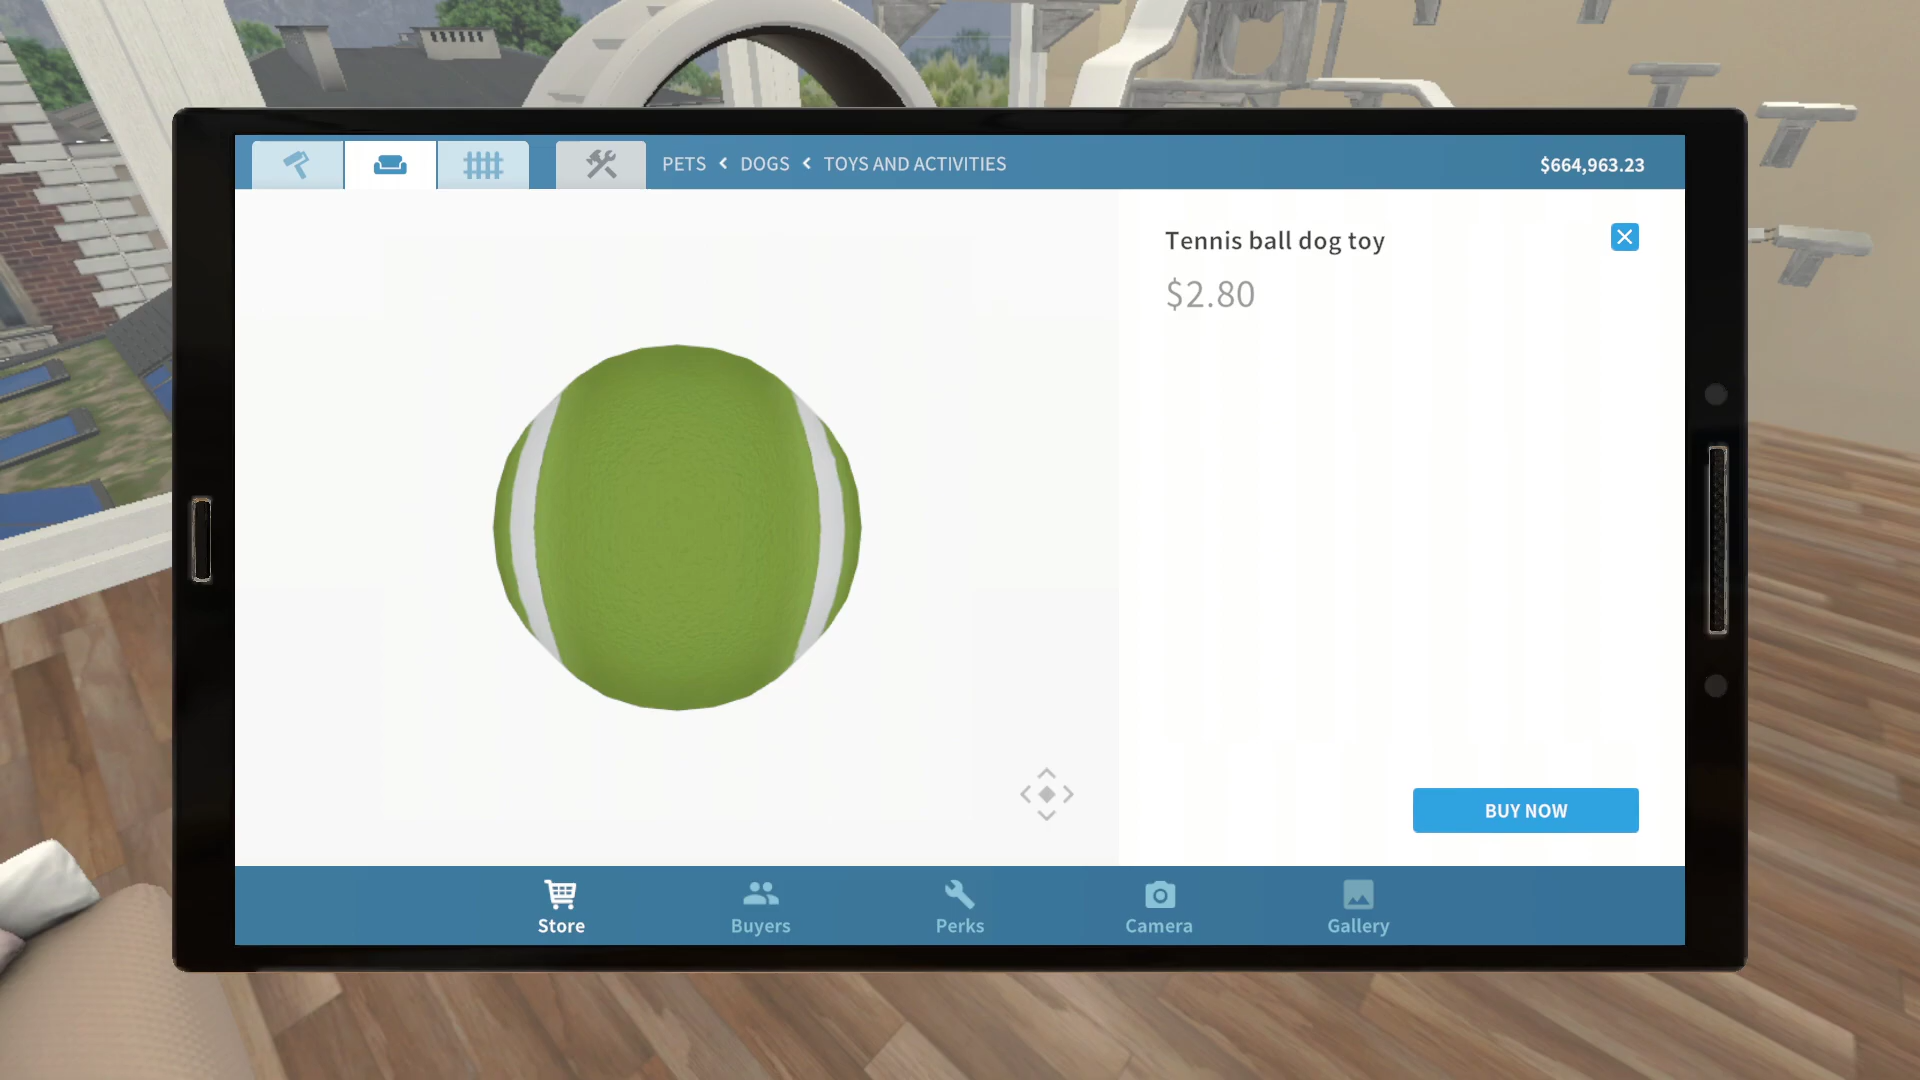 PETS < DOGS < TOYS AND ACTIVITIES
$664,963.23
Tennis ball dog toy
$2.80
BUY NOW
Store
Buyers
Perks
Camera
Gallery